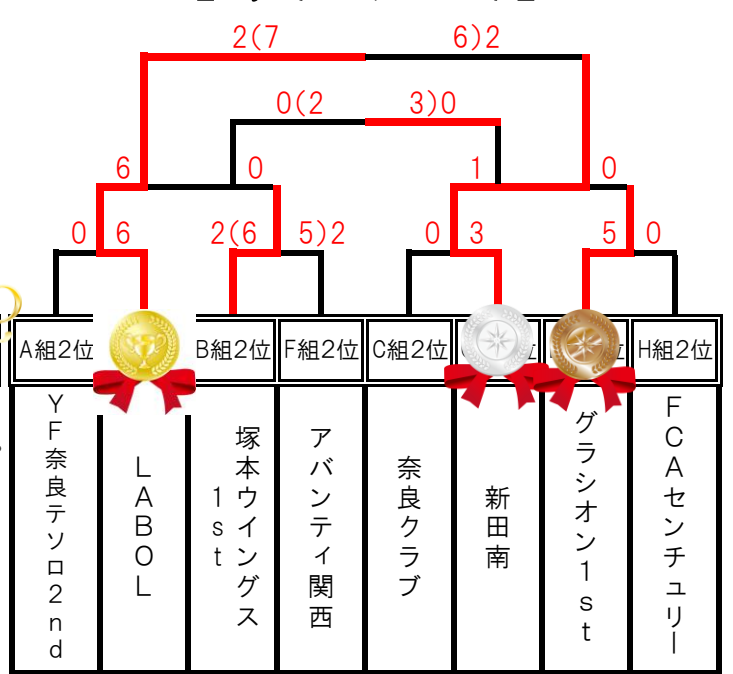 2(7 6)2
0(2 3)0
6 0 1 0
0 6 2(6 5)2 0 3 5 0
A組2位 B組2位 F組2位 C組2位 位 H組2位
YF奈良テソロ2nd
LABOL
塚本ウイングス
1st
アバンティ関西
奈良クラブ
新田南
グラシオン1st
FCAセンチュリー